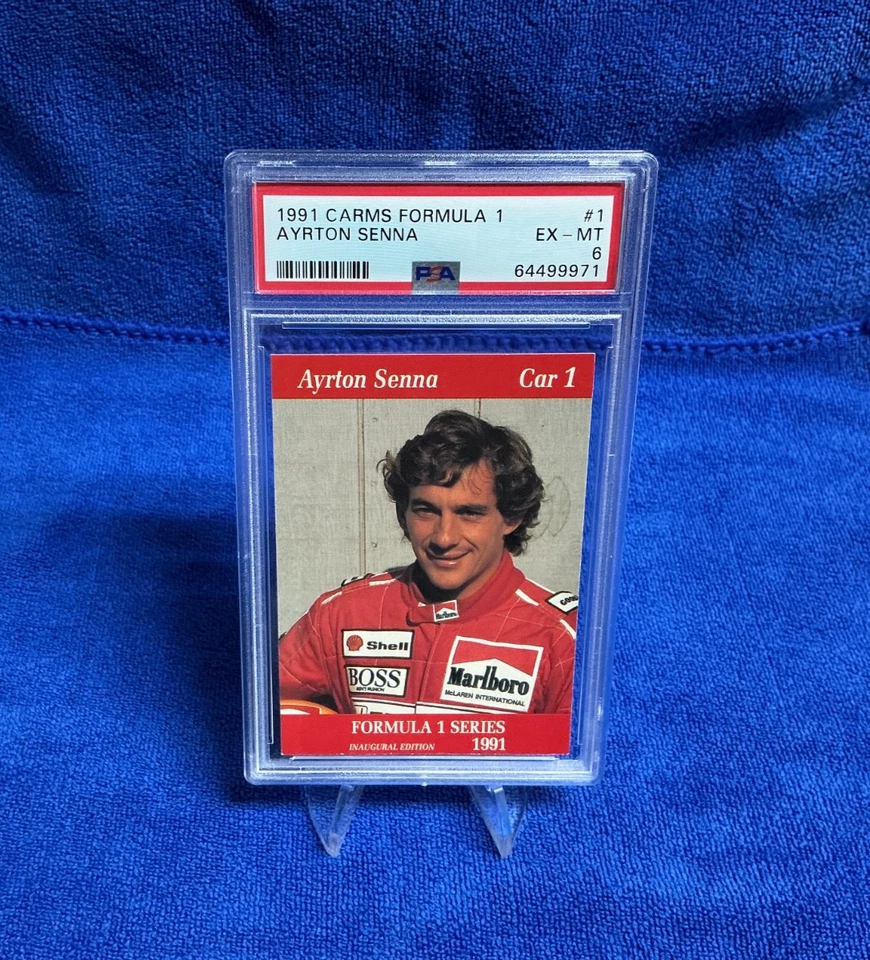 1991 CARMS FORMULA 1 #1
AYRTON SENNA EX - MT
6
PSA 64499971
Ayrton Senna Car 1
Shell
BOSS
Marlboro
Marlboro
McLAREN INTERNATIONAL
FORMULA 1 SERIES
INAUGURAL EDITION 1991